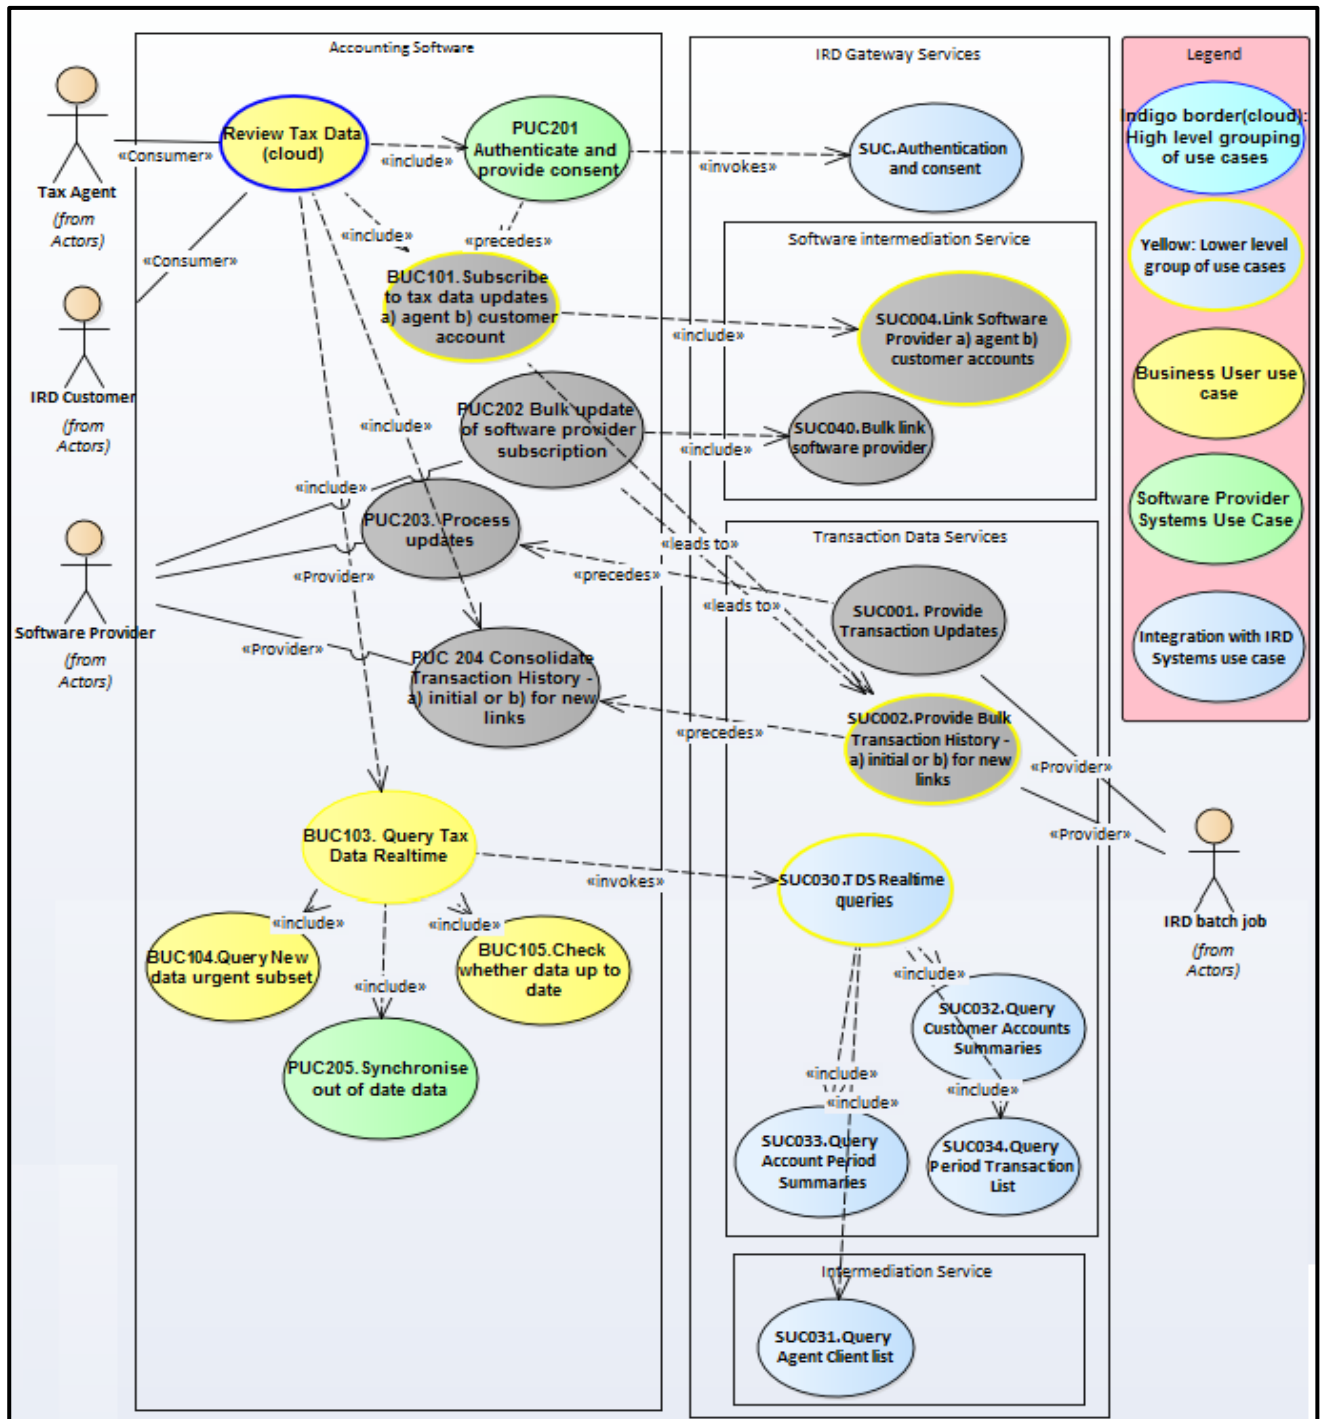 Accounting Software
IRD Gateway Services
Legend
Tax Agent
(from
Actors)
«Consumer»
Review Tax Data
(cloud)
«include»
PUC201
Authenticate and
provide consent
«invokes»
SUC.Authentication
and consent
Indigo border(cloud):
High level grouping
of use cases
«Consumer»
«include»
«precedes»
Software intermediation Service
Yellow: Lower level
group of use cases
IRD Customer
(from
Actors)
BUC101.Subscribe
to tax data updates
a) agent b) customer
account
«include»
SUC004.Link Software
Provider a) agent b)
customer accounts
Business User use
case
«include»
PUC202 Bulk update
of software provider
subscription
«include»
SUC040.Bulk link
software provider
«include»
Software Provider
Systems Use Case
PUC203. Process
updates
«leads to»
Transaction Data Services
«Provider»
«precedes»
«leads to»
SUC001. Provide
Transaction Updates
Software Provider
(from
Actors)
«Provider»
Integration with IRD
Systems use case
PUC 204 Consolidate
Transaction History -
a) initial or b) for new
links
«precedes»
SUC002.Provide Bulk
Transaction History -
a) initial or b) for new
links
«Provider»
«Provider»
BUC103. Query Tax
Data Realtime
«invokes»
SUC030.TDS Realtime
queries
IRD batch job
(from
Actors)
«include»
«include»
BUC104.Query New
data urgent subset
BUC105.Check
whether data up to
date
«include»
«include»
SUC032.Query
Customer Accounts
Summaries
PUC205.Synchronise
out of date data
«include»
«include»
«include»
SUC033.Query
Account Period
Summaries
SUC034.Query
Period Transaction
List
Intermediation Service
SUC031.Query
Agent Client list